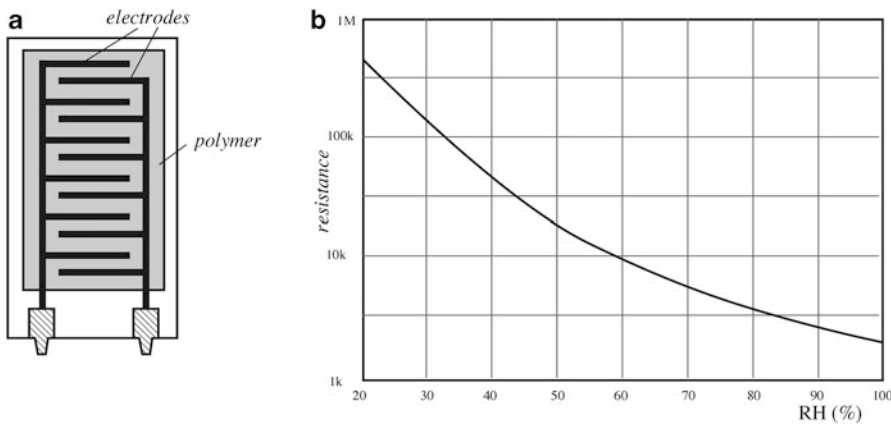 a
electrodes
polymer
b
1M
100k
10k
1k
resistance
20 30 40 50 60 70 80 90 100
RH (%)